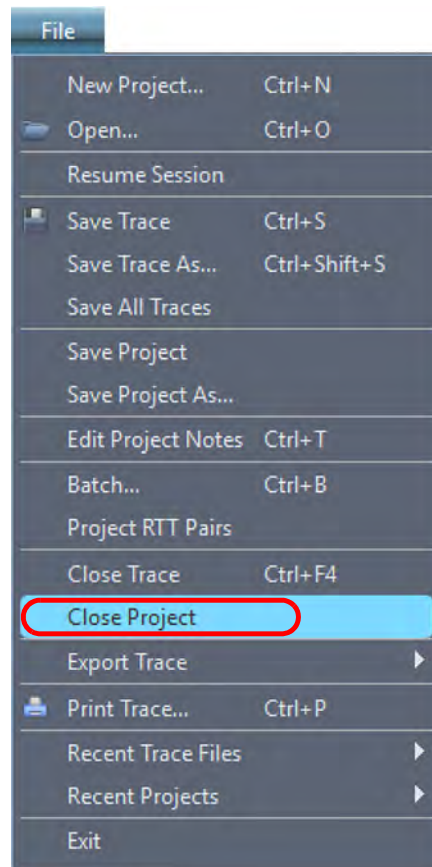 File
New Project... Ctrl+N
Open... Ctrl+O
Resume Session
Save Trace Ctrl+S
Save Trace As... Ctrl+Shift+S
Save All Traces
Save Project
Save Project As...
Edit Project Notes Ctrl+T
Batch... Ctrl+B
Project RTT Pairs
Close Trace Ctrl+F4
Close Project
Export Trace
Print Trace... Ctrl+P
Recent Trace Files
Recent Projects
Exit